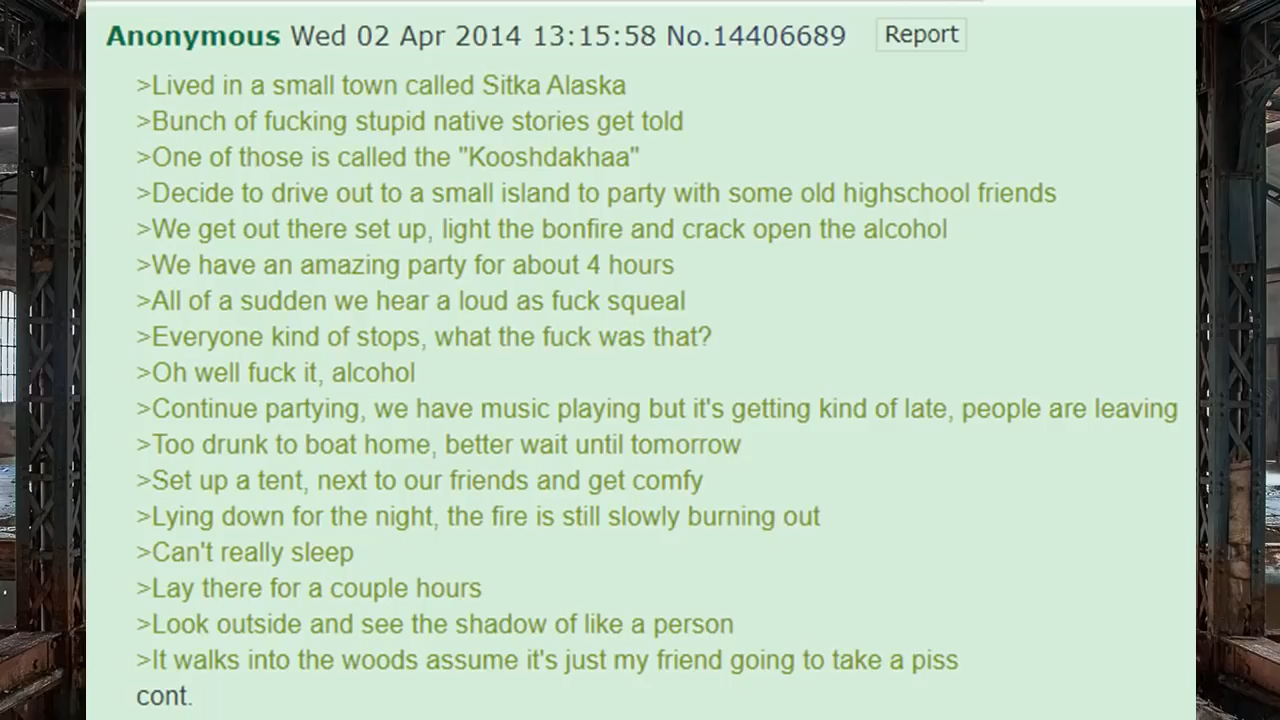 Anonymous Wed 02 Apr 2014 13:15:58 No.14406689 Report
>Lived in a small town called Sitka Alaska
>Bunch of fucking stupid native stories get told
>One of those is called the "Kooshdakhaa"
>Decide to drive out to a small island to party with some old highschool friends
>We get out there set up, light the bonfire and crack open the alcohol
>We have an amazing party for about 4 hours
>All of a sudden we hear a loud as fuck squeal
>Everyone kind of stops, what the fuck was that?
>Oh well fuck it, alcohol
>Continue partying, we have music playing but it's getting kind of late, people are leaving
>Too drunk to boat home, better wait until tomorrow
>Set up a tent, next to our friends and get comfy
>Lying down for the night, the fire is still slowly burning out
>Can't really sleep
>Lay there for a couple hours
>Look outside and see the shadow of like a person
>It walks into the woods assume it's just my friend going to take a piss
cont.